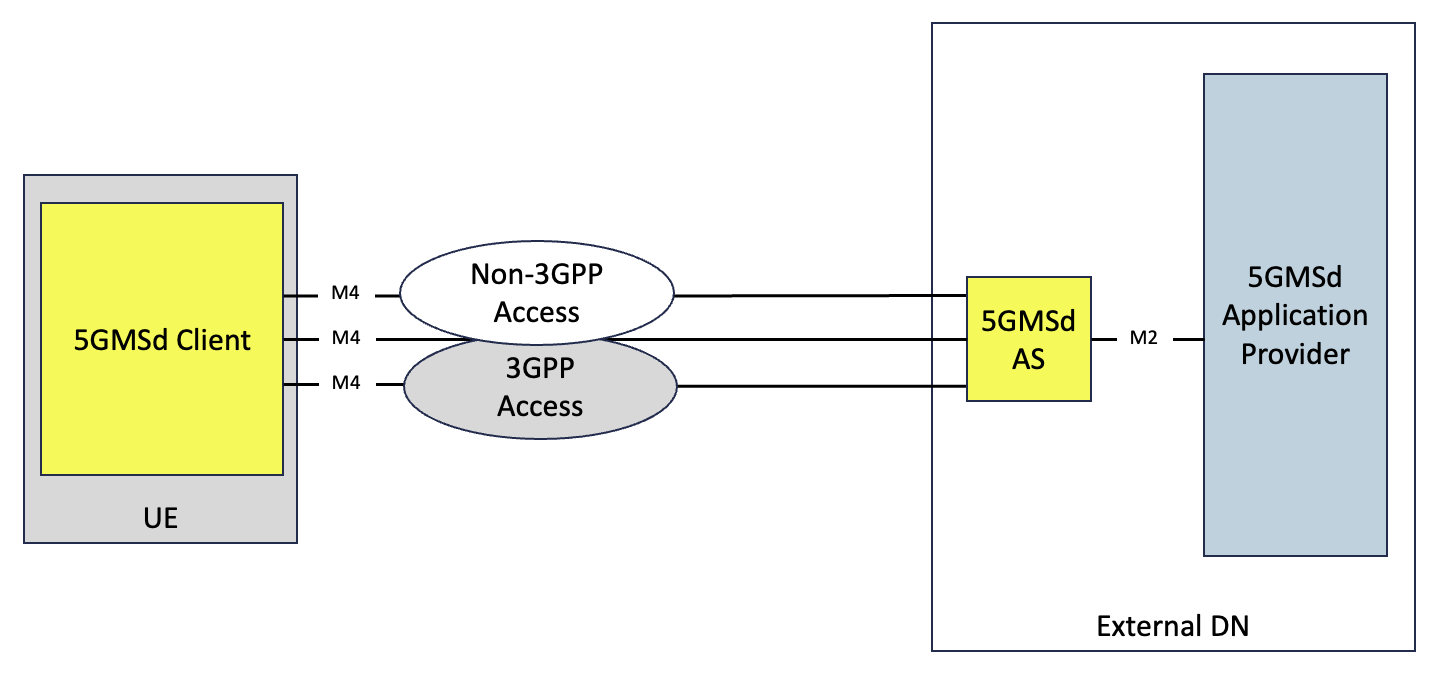 Non-3GPP
Access
M4
5GMSd Client
M4
M4
3GPP
Access
UE
5GMSd
AS
M2
5GMSd
Application
Provider
External DN